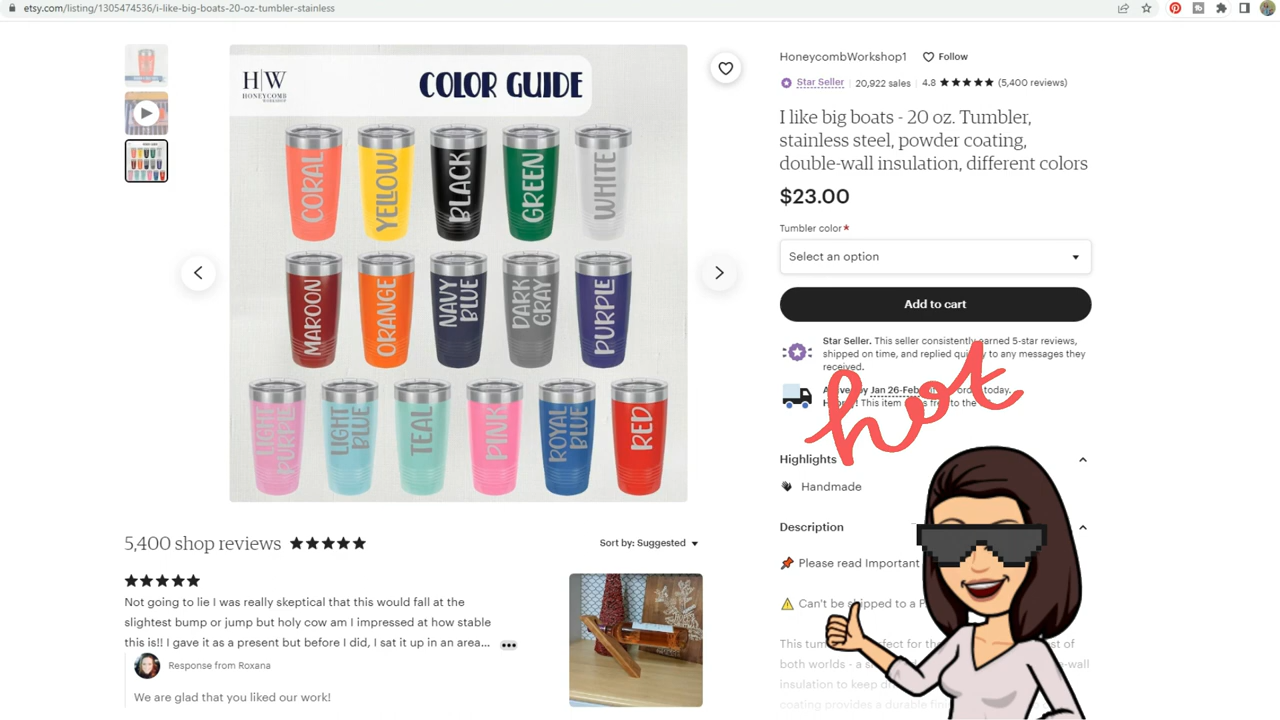 etsy.com/listing/1305474536/i-like-big-boats-20-oz-tumbler-stainless
H|W
HONEYCOMB
WORKSHOP
COLOR GUIDE
CORAL
YELLOW
BLACK
GREEN
WHITE
MAROON
ORANGE
NAVY BLUE
DARK GRAY
PURPLE
LIGHT PURPLE
LIGHT BLUE
TEAL
PINK
ROYAL BLUE
RED
HoneycombWorkshop1 Follow
Star Seller | 20,922 sales | 4.8 ★★★★★ (5,400 reviews)
I like big boats - 20 oz. Tumbler,
stainless steel, powder coating,
double-wall insulation, different colors
$23.00
Tumbler color *
Select an option
Add to cart
Star Seller. This seller consistently earned 5-star reviews,
shipped on time, and replied quickly to any messages they
received.
Jan 26-Feb today.
This item the
hot
Highlights
Handmade
Description
Please read Important
Can't be shipped to a
This
both worlds - a -wall
insulation to keep
coating provides a durable
5,400 shop reviews ★★★★★
Sort by: Suggested
★★★★★
Not going to lie I was really skeptical that this would fall at the
slightest bump or jump but holy cow am I impressed at how stable
this is!! I gave it as a present but before I did, I sat it up in an area...
Response from Roxana
We are glad that you liked our work!